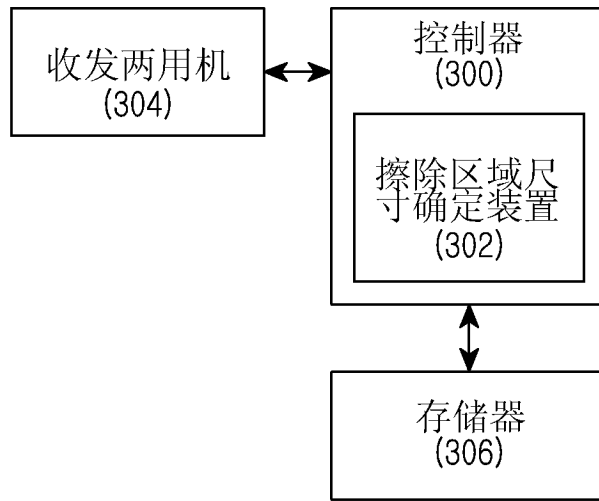 收发两用机
(304)
控制器
(300)
擦除区域尺
寸确定装置
(302)
存储器
(306)